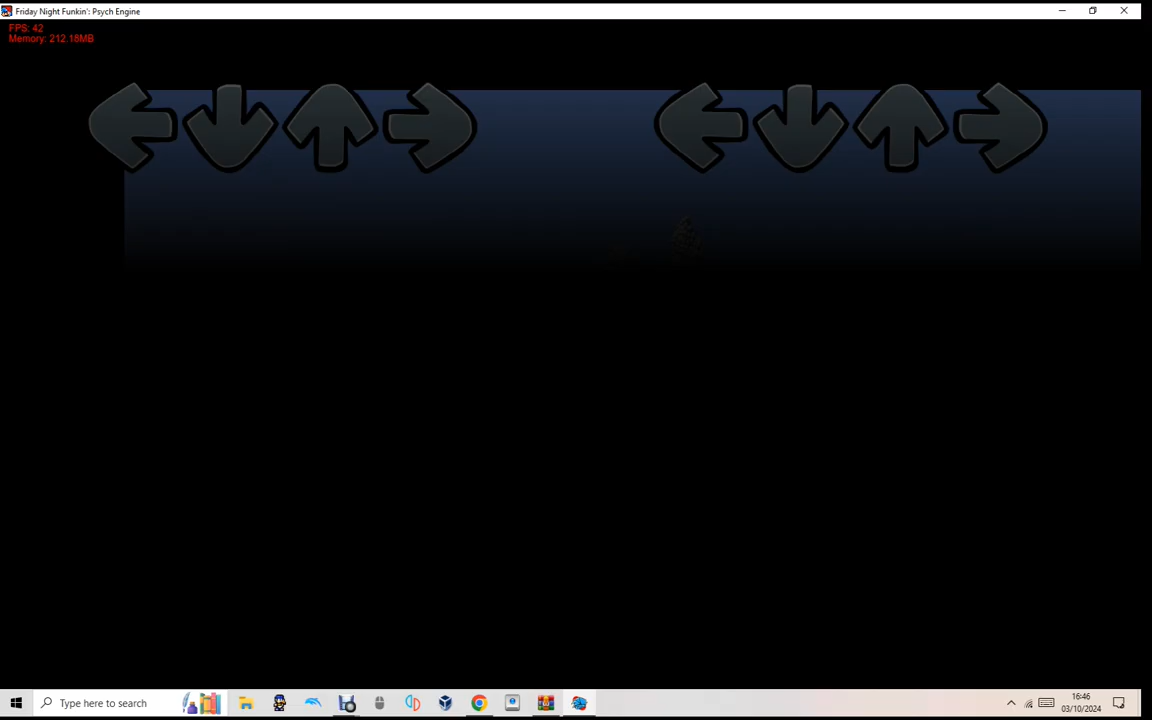 Friday Night Funkin': Psych Engine
FPS: 42
Memory: 212.18MB
Type here to search
16:46
03/10/2024